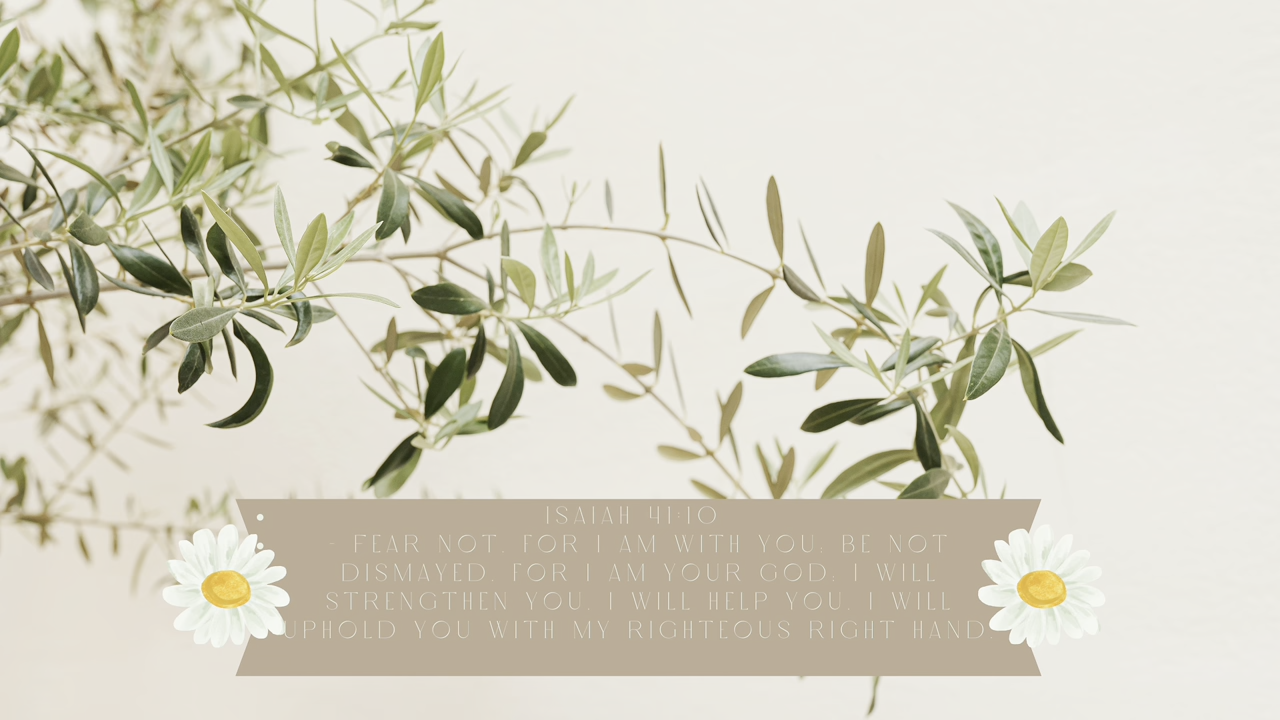 ISAIAH 41:10
- FEAR NOT, FOR I AM WITH YOU; BE NOT
DISMAYED, FOR I AM YOUR GOD; I WILL
STRENGTHEN YOU, I WILL HELP YOU, I WILL
UPHOLD YOU WITH MY RIGHTEOUS RIGHT HAND.